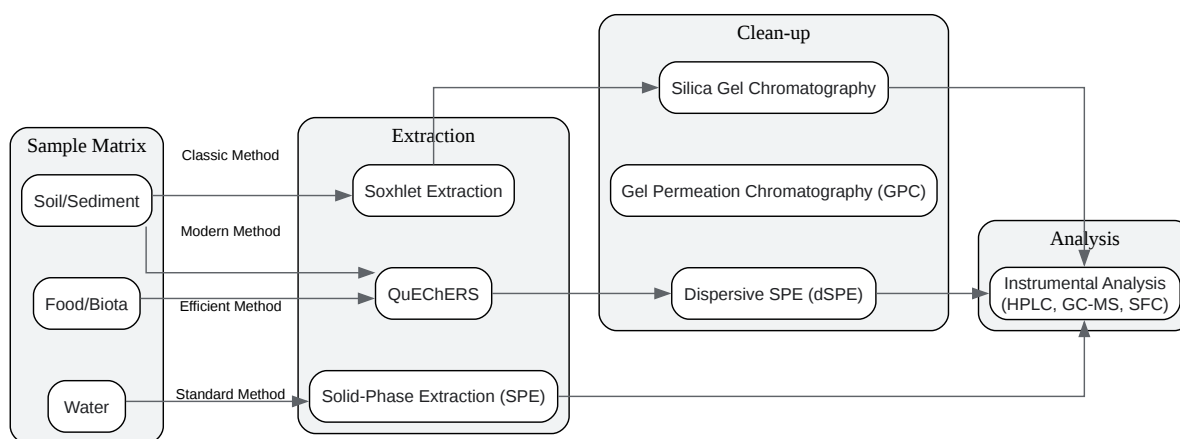 Clean-up
Silica Gel Chromatography
Sample Matrix
Classic Method
Extraction
Soil/Sediment
Soxhlet Extraction
Gel Permeation Chromatography (GPC)
Modern Method
Analysis
Food/Biota
Efficient Method
QuEChERS
Dispersive SPE (dSPE)
Instrumental Analysis
(HPLC, GC-MS, SFC)
Water
Standard Method
Solid-Phase Extraction (SPE)